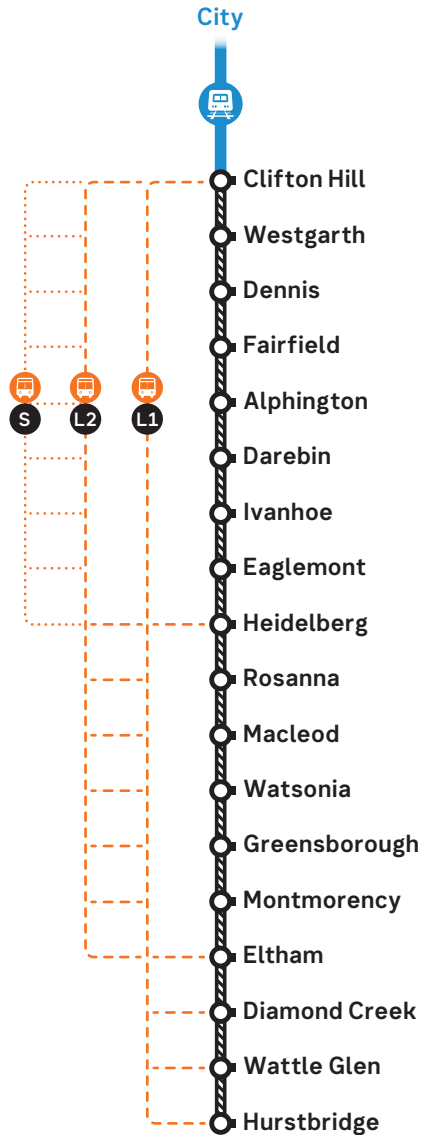 City
Clifton Hill
Westgarth
Dennis
Fairfield
Alphington
S L2 L1
Darebin
Ivanhoe
Eaglemont
Heidelberg
Rosanna
Macleod
Watsonia
Greensborough
Montmorency
Eltham
Diamond Creek
Wattle Glen
Hurstbridge